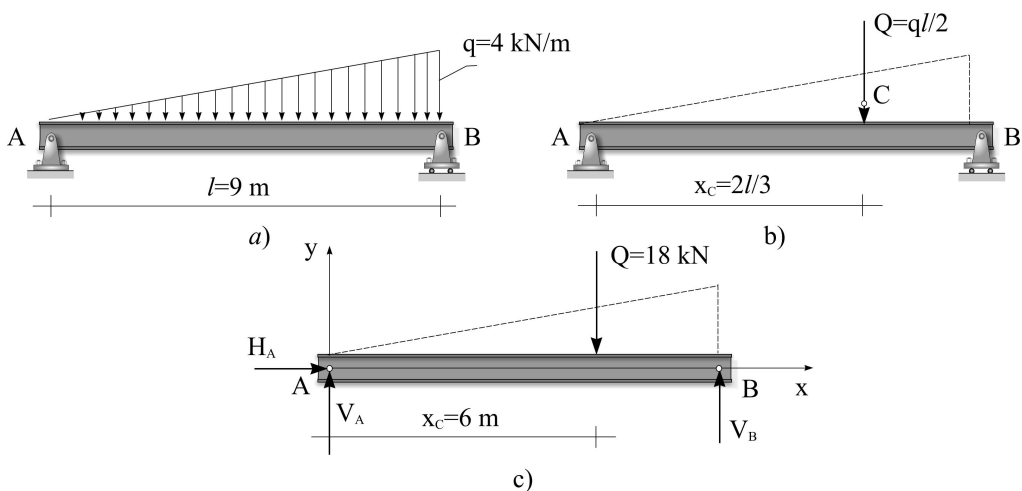 q=4 kN/m
A
B
l=9 m
a)
Q=ql/2
C
A
B
x_C=2l/3
b)
y
Q=18 kN
H_A
A
B
x
V_A
x_C=6 m
V_B
c)